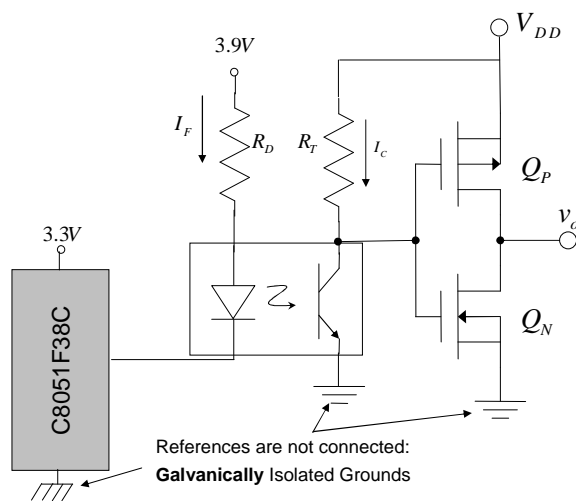 V_DD
3.9V
I_F
R_D
R_T
I_C
Q_P
v_o
3.3V
Q_N
C8051F38C
References are not connected:
Galvanically Isolated Grounds